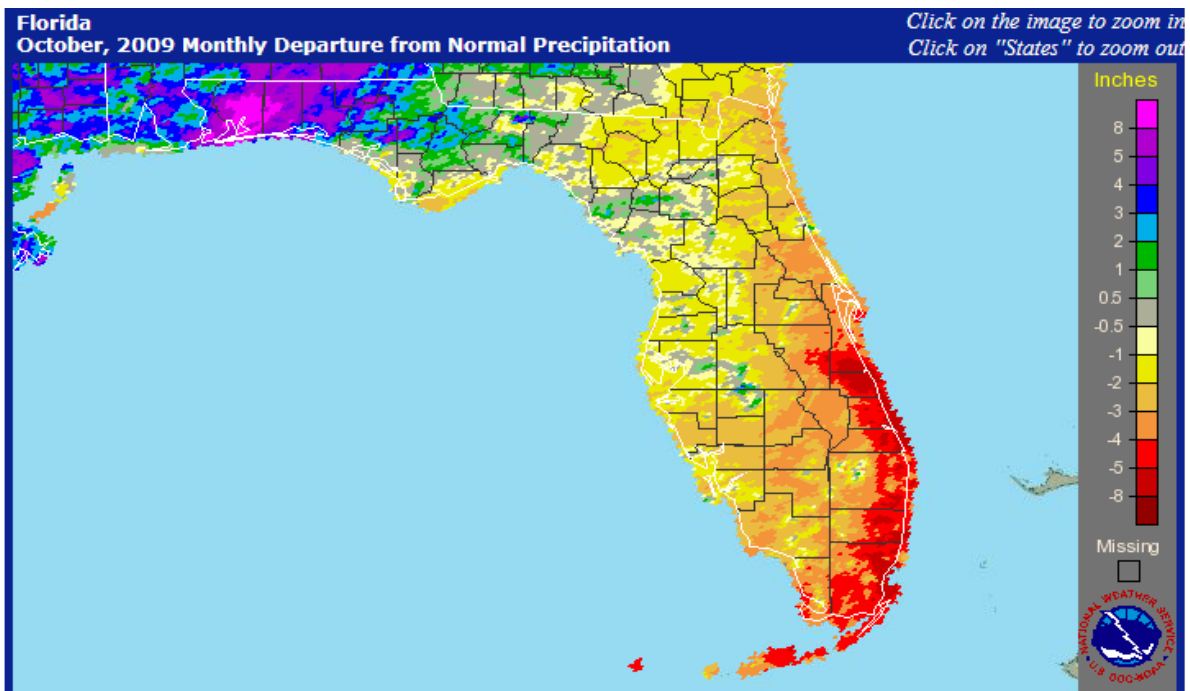 Florida
October, 2009 Monthly Departure from Normal Precipitation
Click on the image to zoom in
Click on "States" to zoom out
Inches
8
5
4
3
2
1
0.5
-0.5
-1
-2
-3
-4
-5
-8
Missing
NATIONAL WEATHER SERVICE
U.S. DOC-NOAA